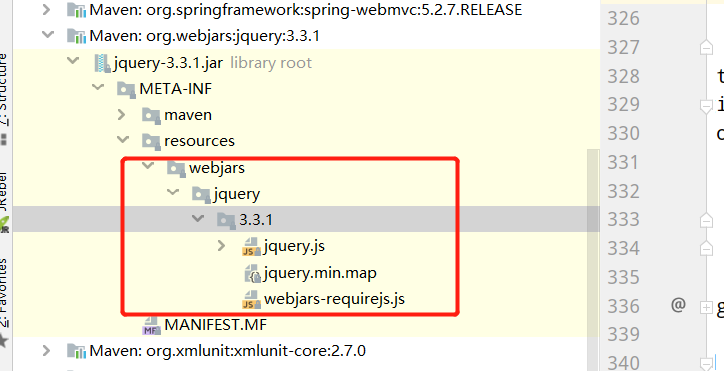 Maven: org.springframework:spring-webmvc:5.2.7.RELEASE
Maven: org.webjars:jquery:3.3.1
jquery-3.3.1.jar library root
META-INF
maven
resources
webjars
jquery
3.3.1
jquery.js
jquery.min.map
webjars-requirejs.js
MANIFEST.MF
Maven: org.xmlunit:xmlunit-core:2.7.0
7: Structure
JRebel
2: Favorites
326
327
328 t
329 i
330 c
331
332
333
334
335
336 @ g
339
340